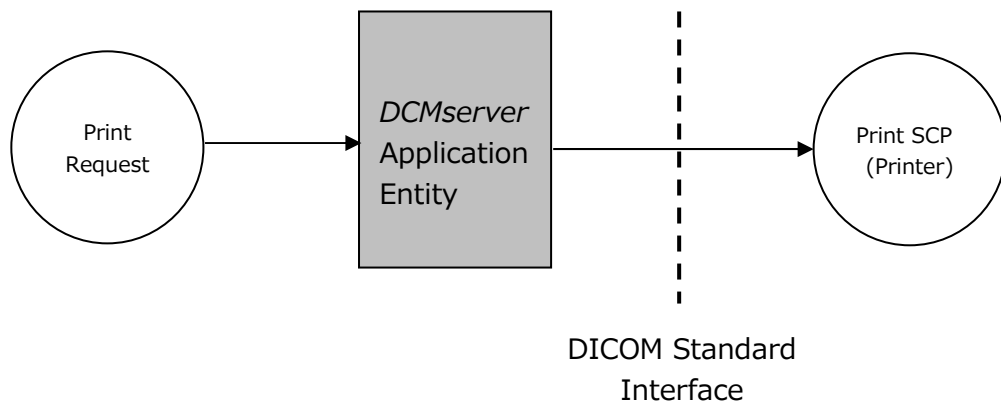 Print
Request
DCMserver
Application
Entity
Print SCP
(Printer)
DICOM Standard
Interface